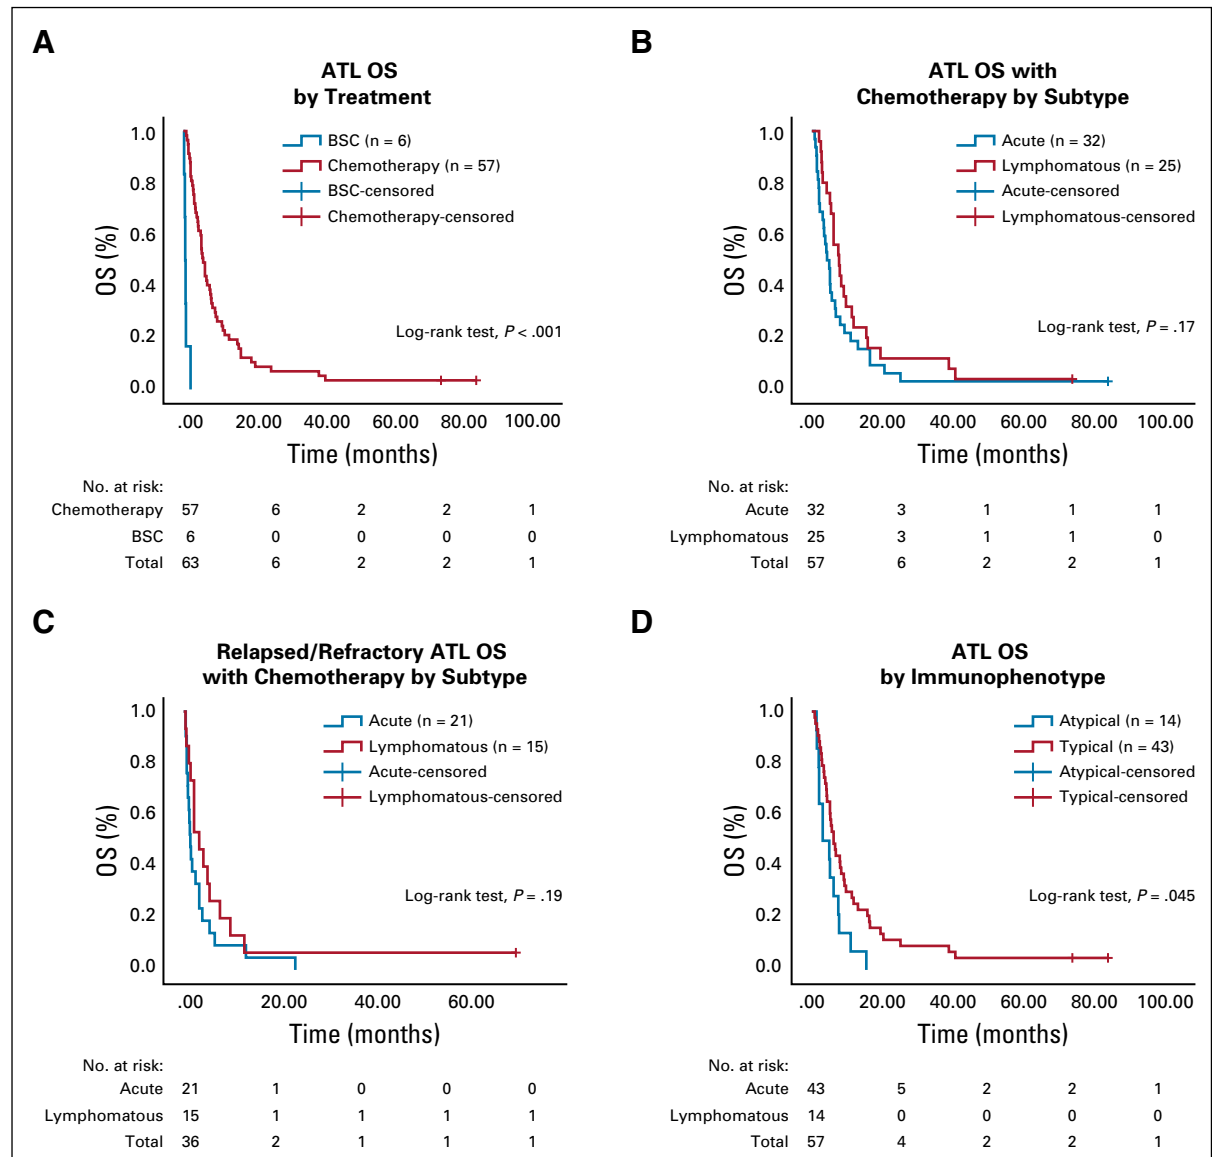 A
ATL OS
by Treatment
OS (%)
1.0
0.8
0.6
0.4
0.2
0.0
BSC (n = 6)
Chemotherapy (n = 57)
BSC-censored
Chemotherapy-censored
Log-rank test, P < .001
.00 20.00 40.00 60.00 80.00 100.00
Time (months)
No. at risk:
Chemotherapy 57 6 2 2 1
BSC 6 0 0 0 0
Total 63 6 2 2 1
B
ATL OS with
Chemotherapy by Subtype
OS (%)
1.0
0.8
0.6
0.4
0.2
0.0
Acute (n = 32)
Lymphomatous (n = 25)
Acute-censored
Lymphomatous-censored
Log-rank test, P = .17
.00 20.00 40.00 60.00 80.00 100.00
Time (months)
No. at risk:
Acute 32 3 1 1 1
Lymphomatous 25 3 1 1 0
Total 57 6 2 2 1
C
Relapsed/Refractory ATL OS
with Chemotherapy by Subtype
OS (%)
1.0
0.8
0.6
0.4
0.2
0.0
Acute (n = 21)
Lymphomatous (n = 15)
Acute-censored
Lymphomatous-censored
Log-rank test, P = .19
.00 20.00 40.00 60.00
Time (months)
No. at risk:
Acute 21 1 0 0 0
Lymphomatous 15 1 1 1 1
Total 36 2 1 1 1
D
ATL OS
by Immunophenotype
OS (%)
1.0
0.8
0.6
0.4
0.2
0.0
Atypical (n = 14)
Typical (n = 43)
Atypical-censored
Typical-censored
Log-rank test, P = .045
.00 20.00 40.00 60.00 80.00 100.00
Time (months)
No. at risk:
Acute 43 5 2 2 1
Lymphomatous 14 0 0 0 0
Total 57 4 2 2 1